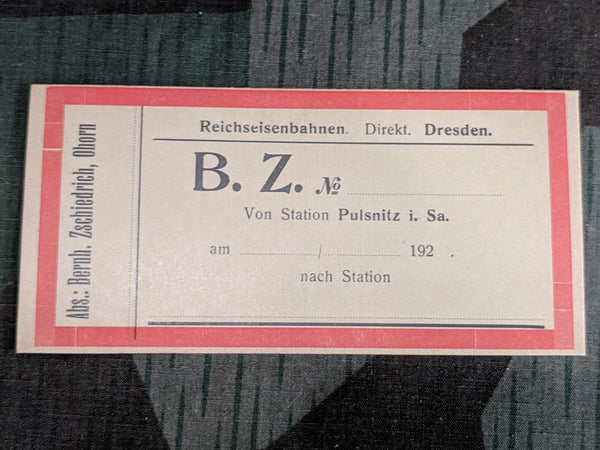 Abs.: Bernh. Zschiedrich, Ohorn
Reichseisenbahnen. Direkt. Dresden.
B. Z. №
Von Station Pulsnitz i. Sa.
am / 192 .
nach Station